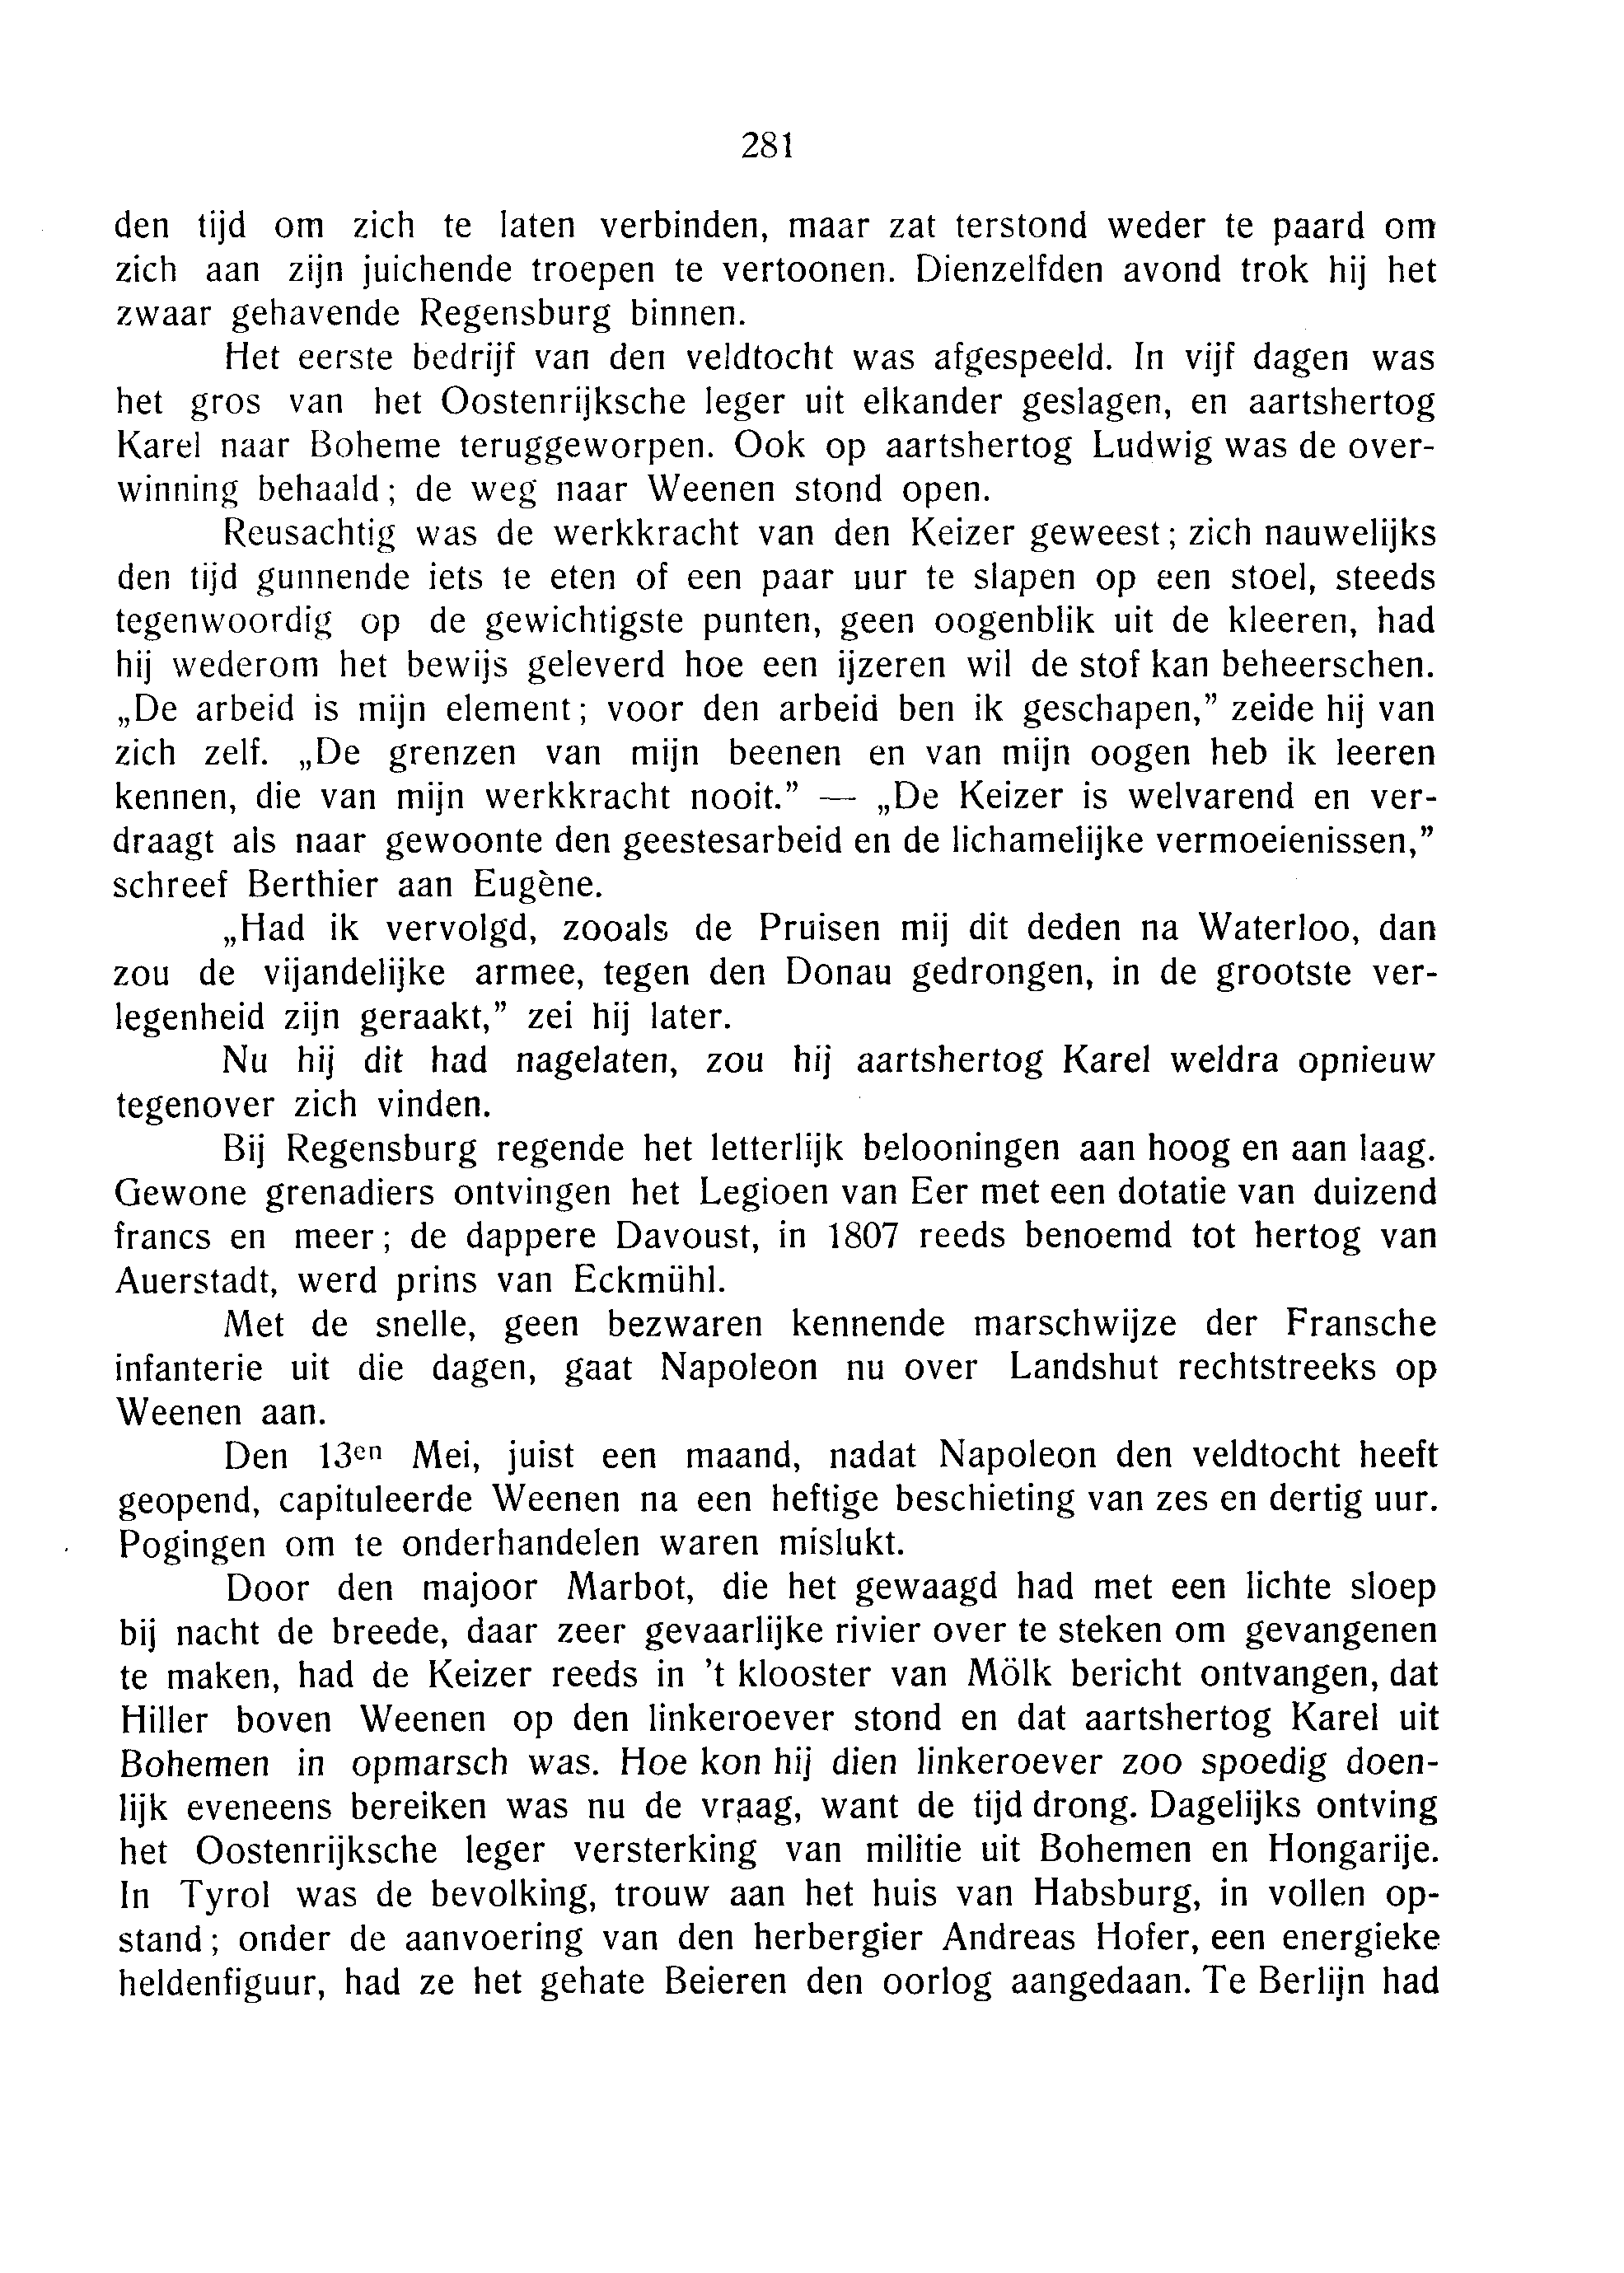 281
den tijd om zich te laten verbinden, maar zat terstond weder te paard om
zich aan zijn juichende troepen te vertoonen. Dienzelfden avond trok hij het
zwaar gehavende Regensburg binnen.
Het eerste bedrijf van den veldtocht was afgespeeld. In vijf dagen was
het gros van het Oostenrijksche leger uit elkander geslagen, en aartshertog
Karel naar Boheme teruggeworpen. Ook op aartshertog Ludwig was de over-
winning behaald; de weg naar Weenen stond open.
Reusachtig was de werkkracht van den Keizer geweest; zich nauwelijks
den tijd gunnende iets te eten of een paar uur te slapen op een stoel, steeds
tegenwoordig op de gewichtigste punten, geen oogenblik uit de kleeren, had
hij wederom het bewijs geleverd hoe een ijzeren wil de stof kan beheerschen.
„De arbeid is mijn element; voor den arbeid ben ik geschapen,” zeide hij van
zich zelf. „De grenzen van mijn beenen en van mijn oogen heb ik leeren
kennen, die van mijn werkkracht nooit.” — „De Keizer is welvarend en ver-
draagt als naar gewoonte den geestesarbeid en de lichamelijke vermoeienissen,”
schreef Berthier aan Eugène.
„Had ik vervolgd, zooals de Pruisen mij dit deden na Waterloo, dan
zou de vijandelijke armee, tegen den Donau gedrongen, in de grootste ver-
legenheid zijn geraakt,” zei hij later.
Nu hij dit had nagelaten, zou hij aartshertog Karel weldra opnieuw
tegenover zich vinden.
Bij Regensburg regende het letterlijk belooningen aan hoog en aan laag.
Gewone grenadiers ontvingen het Legioen van Eer met een dotatie van duizend
francs en meer; de dappere Davoust, in 1807 reeds benoemd tot hertog van
Auerstadt, werd prins van Eckmühl.
Met de snelle, geen bezwaren kennende marschwijze der Fransche
infanterie uit die dagen, gaat Napoleon nu over Landshut rechtstreeks op
Weenen aan.
Den 13en Mei, juist een maand, nadat Napoleon den veldtocht heeft
geopend, capituleerde Weenen na een heftige beschieting van zes en dertig uur.
Pogingen om te onderhandelen waren mislukt.
Door den majoor Marbot, die het gewaagd had met een lichte sloep
bij nacht de breede, daar zeer gevaarlijke rivier over te steken om gevangenen
te maken, had de Keizer reeds in 't klooster van Mölk bericht ontvangen, dat
Hiller boven Weenen op den linkeroever stond en dat aartshertog Karel uit
Bohemen in opmarsch was. Hoe kon hij dien linkeroever zoo spoedig doen-
lijk eveneens bereiken was nu de vraag, want de tijd drong. Dagelijks ontving
het Oostenrijksche leger versterking van militie uit Bohemen en Hongarije.
In Tyrol was de bevolking, trouw aan het huis van Habsburg, in vollen op-
stand; onder de aanvoering van den herbergier Andreas Hofer, een energieke
heldenfiguur, had ze het gehate Beieren den oorlog aangedaan. Te Berlijn had